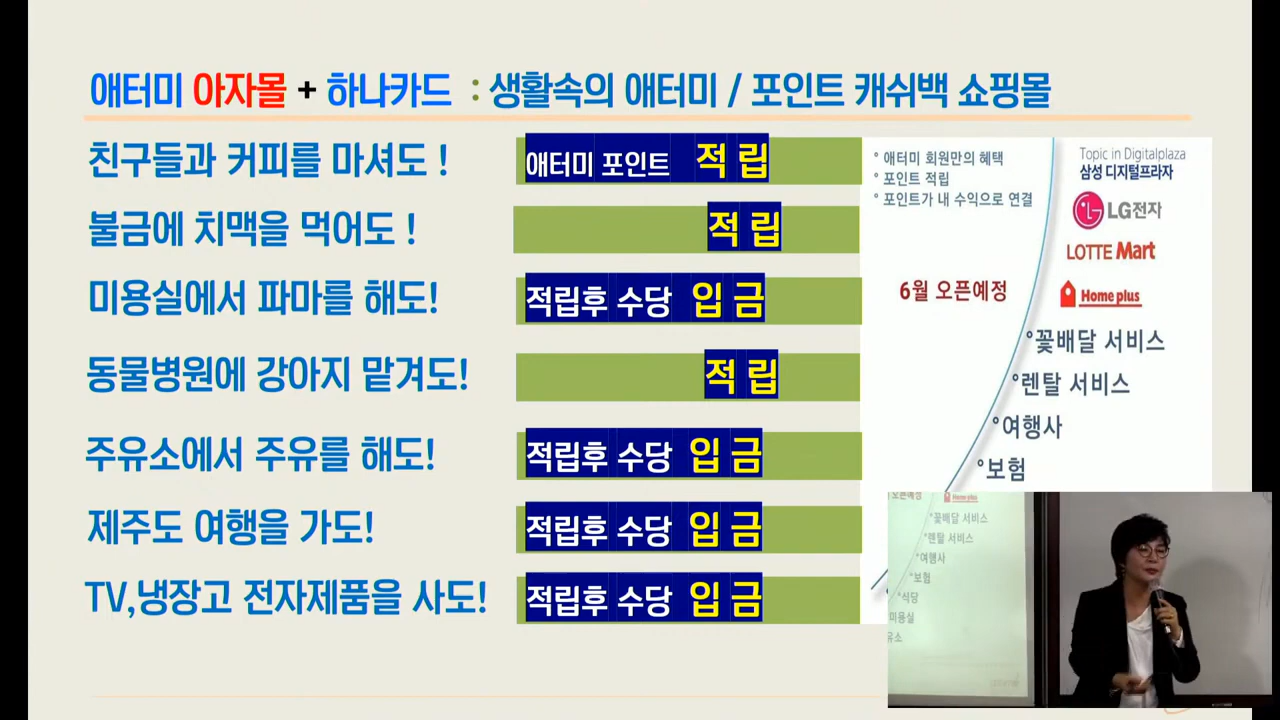 애터미 아자몰 + 하나카드 : 생활속의 애터미 / 포인트 캐쉬백 쇼핑몰
친구들과 커피를 마셔도 ! 애터미 포인트 적 립
불금에 치맥을 먹어도 ! 적 립
미용실에서 파마를 해도! 적립후 수당 입 금
동물병원에 강아지 맡겨도! 적 립
주유소에서 주유를 해도! 적립후 수당 입 금
제주도 여행을 가도! 적립후 수당 입 금
TV,냉장고 전자제품을 사도! 적립후 수당 입 금
° 애터미 회원만의 혜택
° 포인트 적립
° 포인트가 내 수익으로 연결
6월 오픈예정
Topic in Digitalplaza
삼성 디지털프라자
LG전자
LOTTE Mart
Home plus
°꽃배달 서비스
°렌탈 서비스
°여행사
°보험
오픈예정
Home plus
°꽃배달 서비스
°렌탈 서비스
°여행사
°보험
°식당
미용실
유소